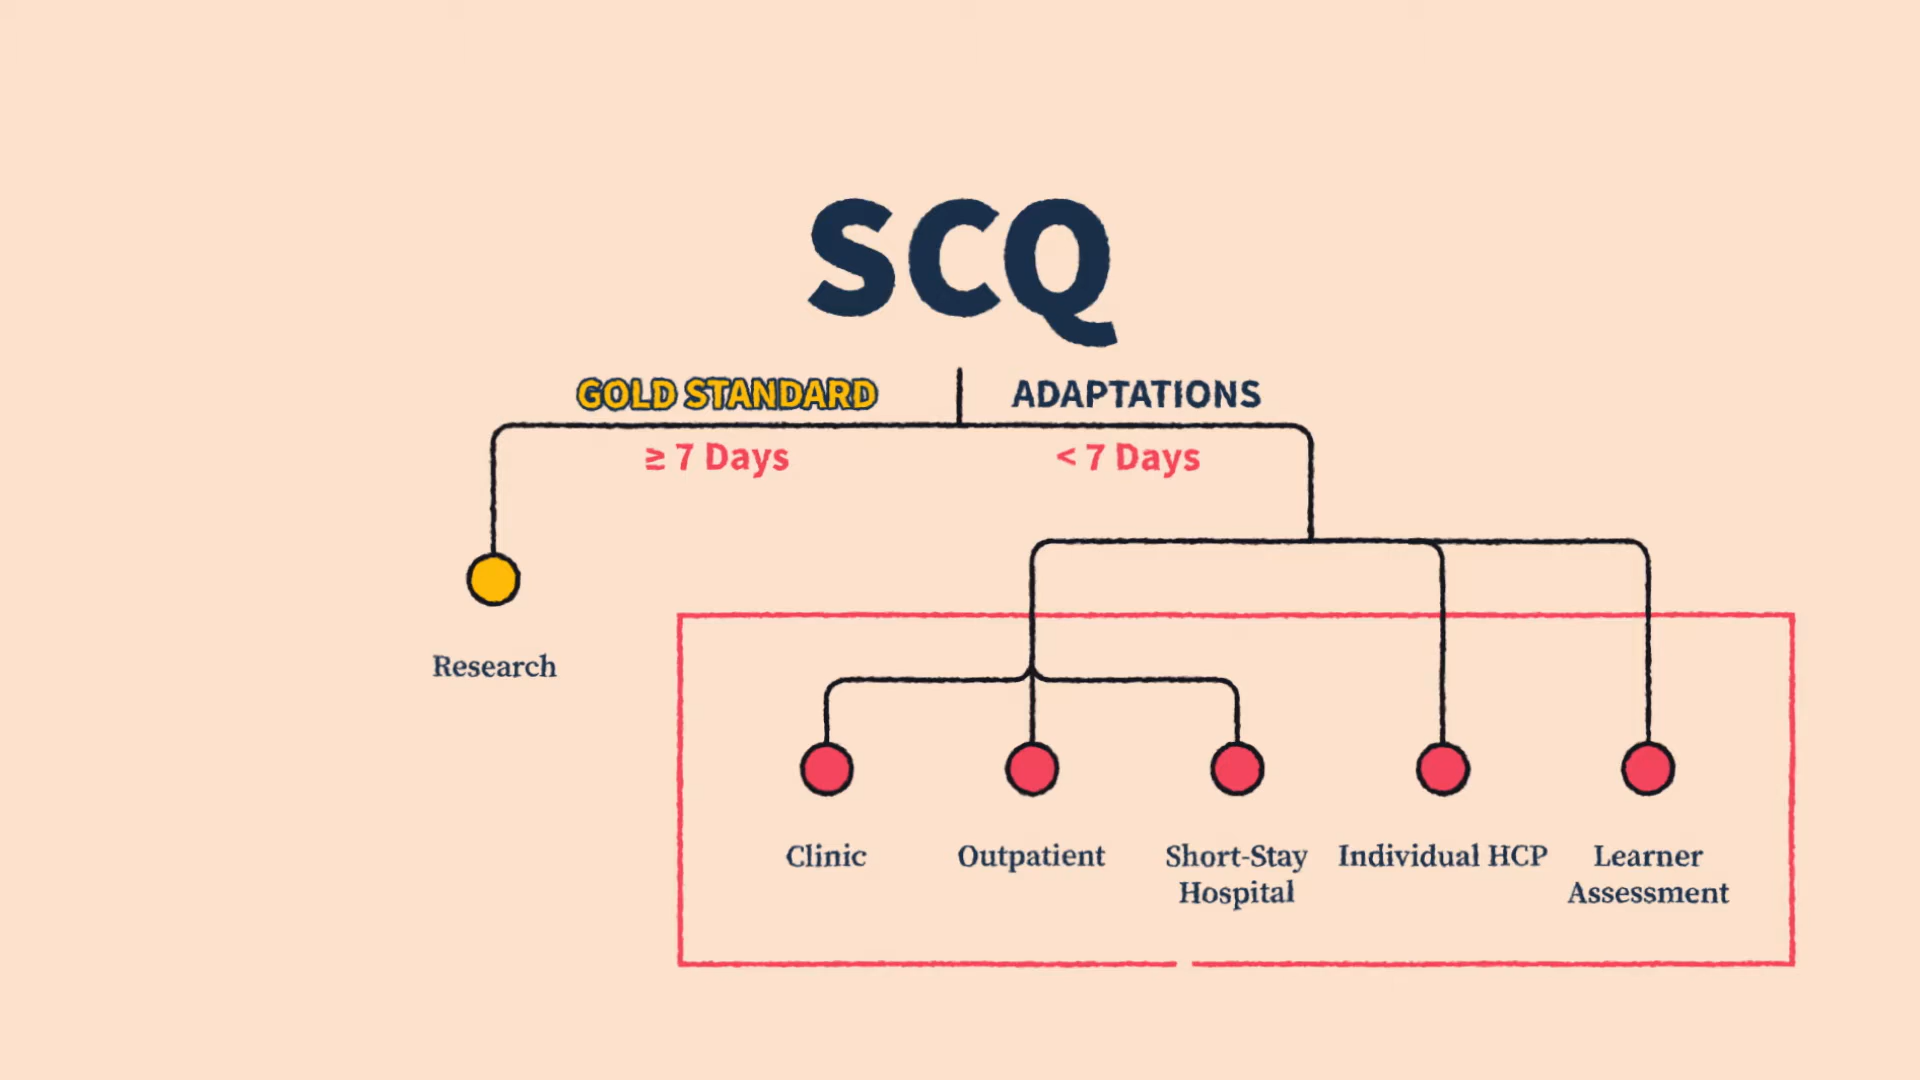 SCQ
GOLD STANDARD
ADAPTATIONS
≥ 7 Days
< 7 Days
Research
Clinic
Outpatient
Short-Stay
Hospital
Individual HCP
Learner
Assessment